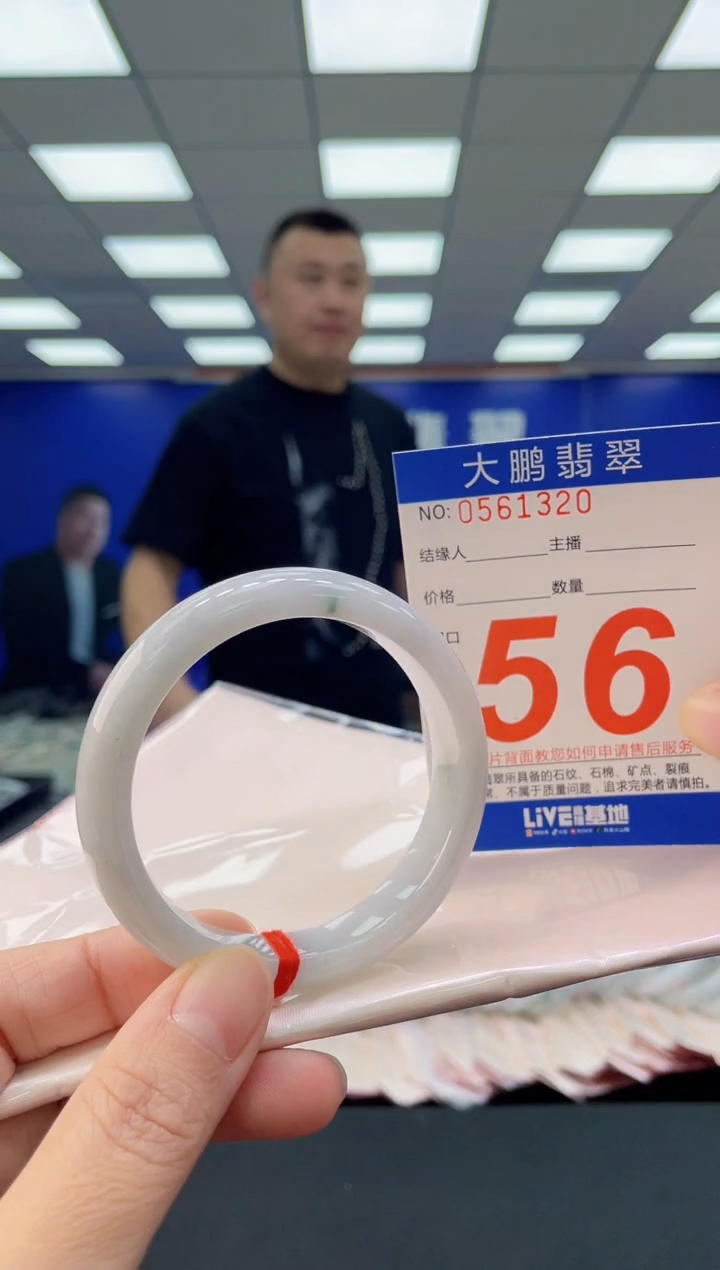 大鹏翡翠
NO: 0561320
结缘人 主播
价格 数量
口
56
片背面教您如何申请售后服务
翠所具备的石纹、石棉、矿点、裂痕
、不属于质量问题，追求完美者请慎拍。
LiVE 基地
翠